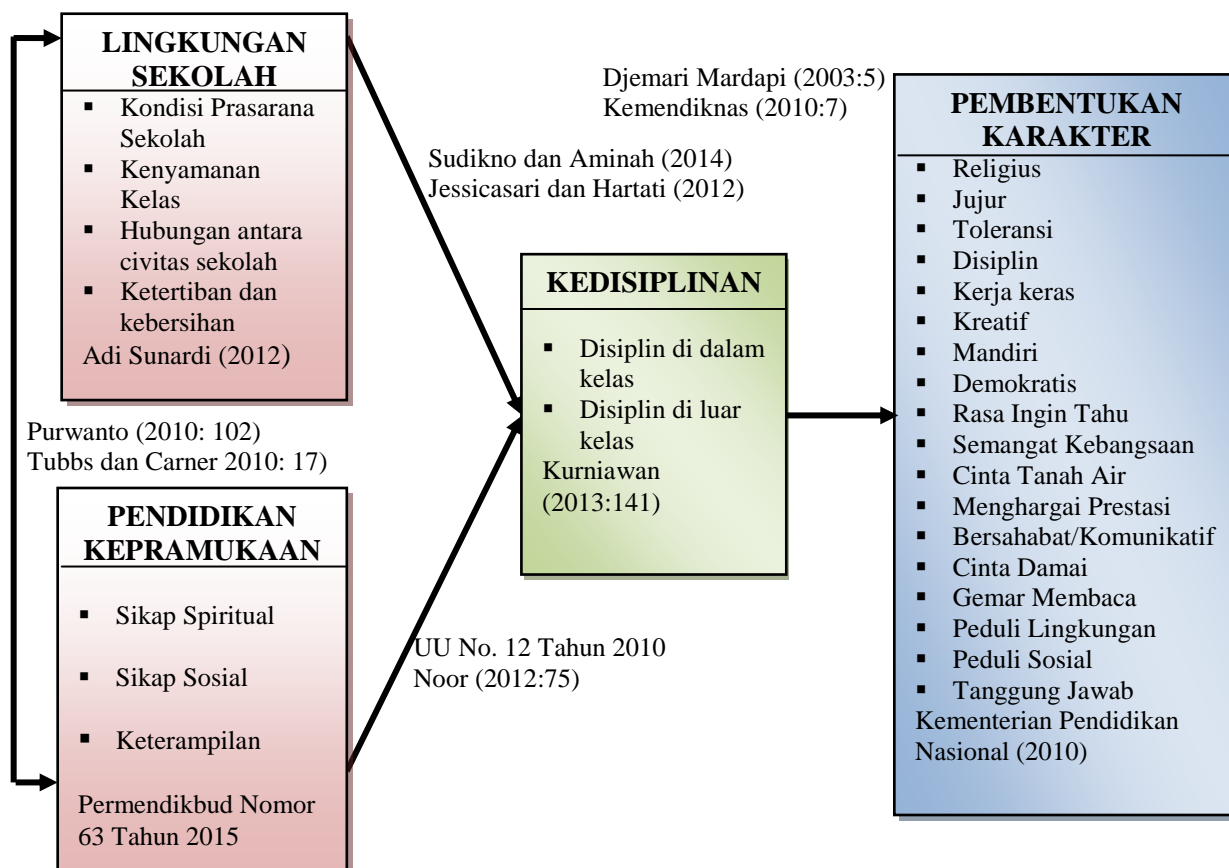 LINGKUNGAN
SEKOLAH
▪ Kondisi Prasarana
Sekolah
▪ Kenyamanan
Kelas
▪ Hubungan antara
civitas sekolah
▪ Ketertiban dan
kebersihan
Adi Sunardi (2012)
Purwanto (2010: 102)
Tubbs dan Carner 2010: 17)
PENDIDIKAN
KEPRAMUKAAN
▪ Sikap Spiritual
▪ Sikap Sosial
▪ Keterampilan
Permendikbud Nomor
63 Tahun 2015
Sudikno dan Aminah (2014)
Jessicasari dan Hartati (2012)
UU No. 12 Tahun 2010
Noor (2012:75)
KEDISIPLINAN
▪ Disiplin di dalam
kelas
▪ Disiplin di luar
kelas
Kurniawan
(2013:141)
Djemari Mardapi (2003:5)
Kemendiknas (2010:7)
PEMBENTUKAN
KARAKTER
▪ Religius
▪ Jujur
▪ Toleransi
▪ Disiplin
▪ Kerja keras
▪ Kreatif
▪ Mandiri
▪ Demokratis
▪ Rasa Ingin Tahu
▪ Semangat Kebangsaan
▪ Cinta Tanah Air
▪ Menghargai Prestasi
▪ Bersahabat/Komunikatif
▪ Cinta Damai
▪ Gemar Membaca
▪ Peduli Lingkungan
▪ Peduli Sosial
▪ Tanggung Jawab
Kementerian Pendidikan
Nasional (2010)